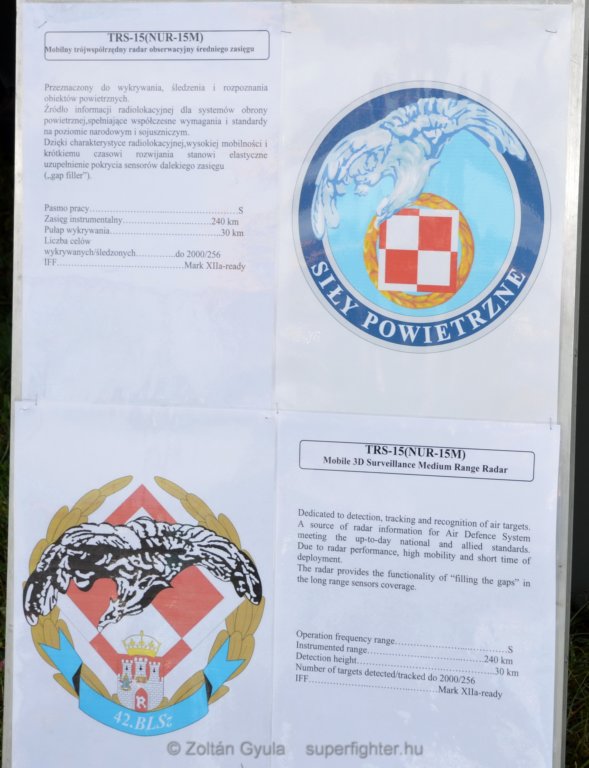 TRS-15(NUR-15M)
Mobilny trójwspółrzędny radar obserwacyjny średniego zasięgu
Przeznaczony do wykrywania, śledzenia i rozpoznania
obiektów powietrznych.
Źródło informacji radiolokacyjnej dla systemów obrony
powietrznej,spełniające współczesne wymagania i standardy
na poziomie narodowym i sojuszniczym.
Dzięki charakterystyce radiolokacyjnej,wysokiej mobilności i
krótkiemu czasowi rozwijania stanowi elastyczne
uzupełnienie pokrycia sensorów dalekiego zasięgu
(„gap filler").
Pasmo pracy……………………………………………S
Zasięg instrumentalny………………………...240 km
Pułap wykrywania……………………………...…..30 km
Liczba celów
wykrywanych/śledzonych…………do 2000/256
IFF……………………………………Mark XIIa-ready
SIŁY POWIETRZNE
42.BLSz
R
TRS-15(NUR-15M)
Mobile 3D Surveillance Medium Range Radar
Dedicated to detection, tracking and recognition of air targets.
A source of radar information for Air Defence System
meeting the up-to-day national and allied standards.
Due to radar performance, high mobility and short time of
deployment.
The radar provides the functionality of "filling the gaps" in
the long range sensors coverage.
Operation frequency range…………………...…………S
Instrumented range……………………………...240 km
Detection height……………………………………...30 km
Number of targets detected/tracked do 2000/256
IFF……………………………………Mark XIIa-ready
© Zoltán Gyula superfighter.hu